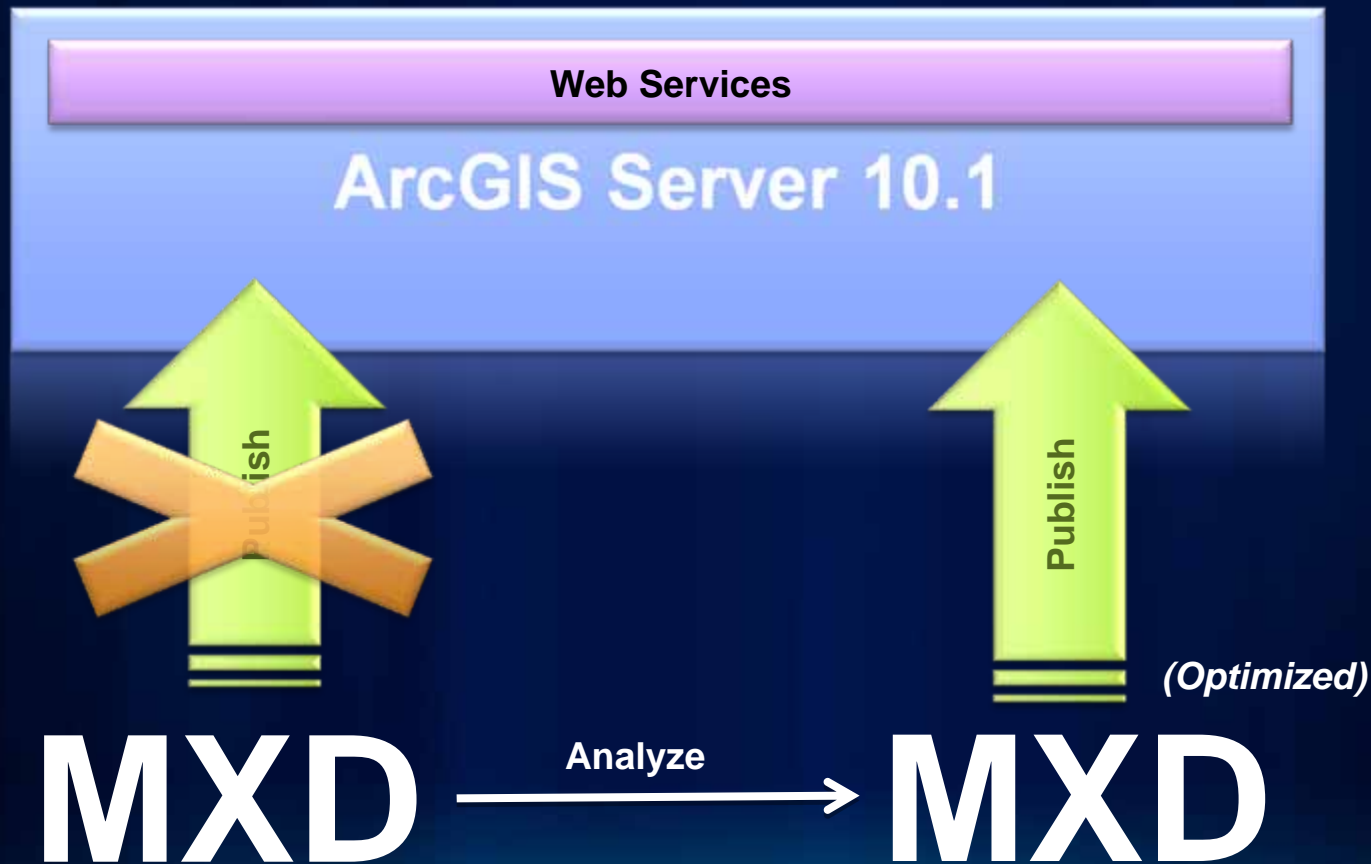 Web Services
ArcGIS Server 10.1
Publish
Publish
(Optimized)
MXD
Analyze
MXD